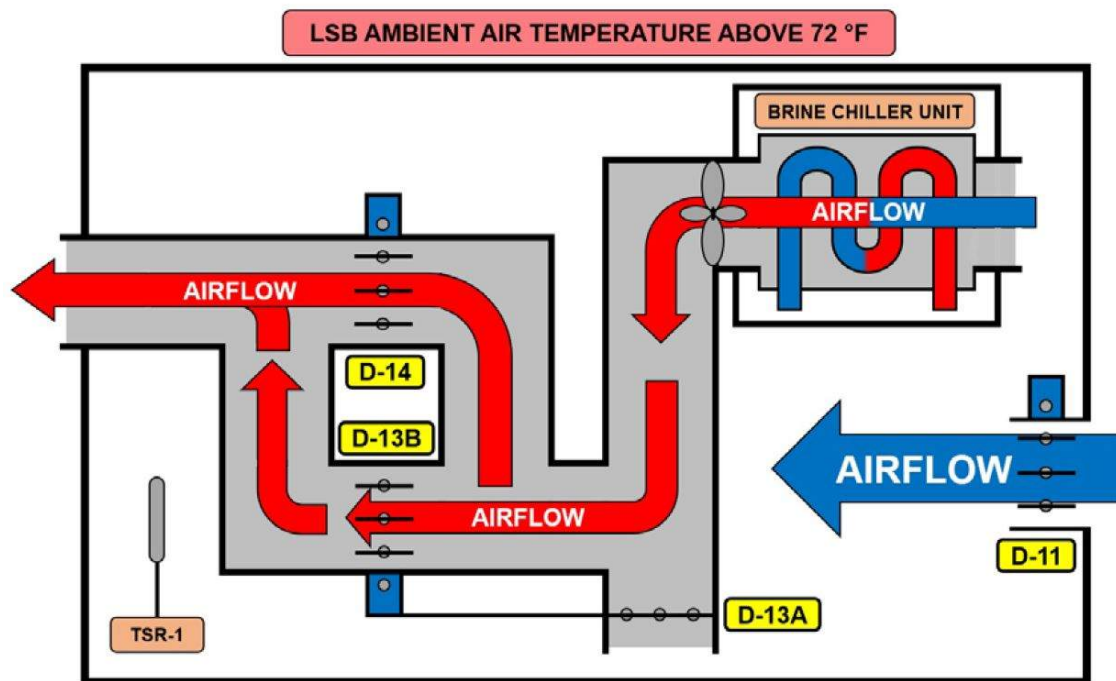 LSB AMBIENT AIR TEMPERATURE ABOVE 72 °F
BRINE CHILLER UNIT
AIRFLOW
AIRFLOW
D-14
D-13B
AIRFLOW
AIRFLOW
D-11
D-13A
TSR-1